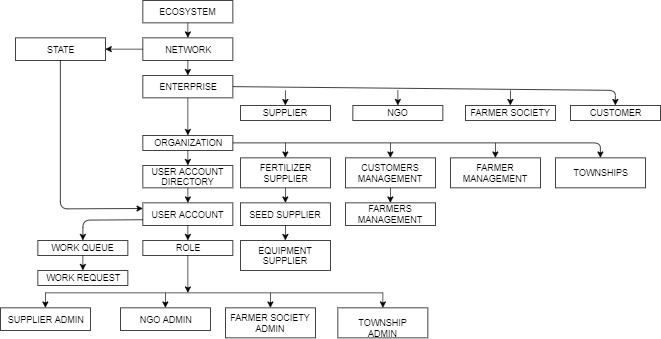 ECOSYSTEM
STATE
NETWORK
ENTERPRISE
SUPPLIER
NGO
FARMER SOCIETY
CUSTOMER
ORGANIZATION
USER ACCOUNT
DIRECTORY
FERTILIZER
SUPPLIER
CUSTOMERS
MANAGEMENT
FARMER
MANAGEMENT
TOWNSHIPS
USER ACCOUNT
SEED SUPPLIER
FARMERS
MANAGEMENT
WORK QUEUE
ROLE
EQUIPMENT
SUPPLIER
WORK REQUEST
SUPPLIER ADMIN
NGO ADMIN
FARMER SOCIETY
ADMIN
TOWNSHIP
ADMIN